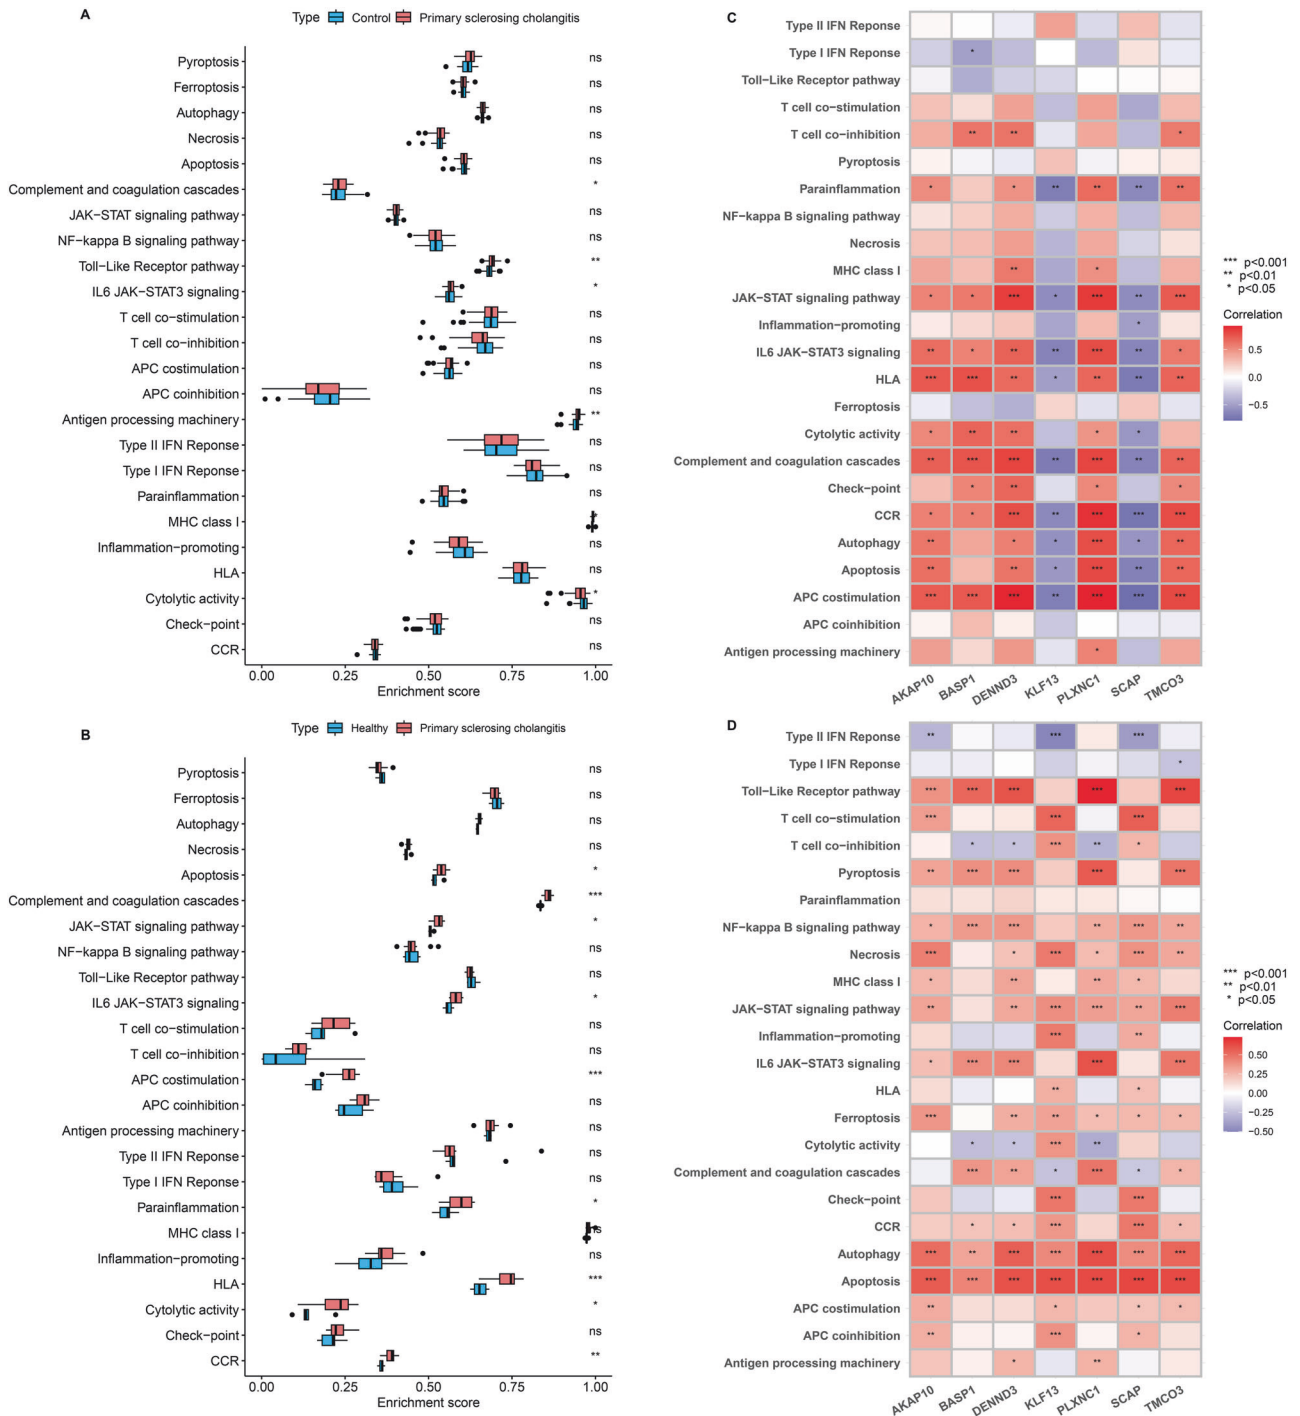 A
Type Control Primary sclerosing cholangitis
Pyroptosis ns
Ferroptosis ns
Autophagy ns
Necrosis ns
Apoptosis ns
Complement and coagulation cascades *
JAK−STAT signaling pathway ns
NF−kappa B signaling pathway ns
Toll−Like Receptor pathway **
IL6 JAK−STAT3 signaling *
T cell co−stimulation ns
T cell co−inhibition ns
APC costimulation ns
APC coinhibition ns
Antigen processing machinery **
Type II IFN Reponse ns
Type I IFN Reponse ns
Parainflammation ns
MHC class I *
Inflammation−promoting ns
HLA ns
Cytolytic activity *
Check−point ns
CCR ns
0.00 0.25 0.50 0.75 1.00
Enrichment score
B
Type Healthy Primary sclerosing cholangitis
Pyroptosis ns
Ferroptosis ns
Autophagy ns
Necrosis ns
Apoptosis *
Complement and coagulation cascades ***
JAK−STAT signaling pathway *
NF−kappa B signaling pathway ns
Toll−Like Receptor pathway ns
IL6 JAK−STAT3 signaling *
T cell co−stimulation ns
T cell co−inhibition ns
APC costimulation ***
APC coinhibition ns
Antigen processing machinery ns
Type II IFN Reponse ns
Type I IFN Reponse ns
Parainflammation *
MHC class I ns
Inflammation−promoting ns
HLA ***
Cytolytic activity *
Check−point ns
CCR **
0.00 0.25 0.50 0.75 1.00
Enrichment score
C
Type II IFN Reponse
Type I IFN Reponse *
Toll−Like Receptor pathway
T cell co−stimulation
T cell co−inhibition ** ** *
Pyroptosis
Parainflammation * * ** ** ** **
NF−kappa B signaling pathway
Necrosis
MHC class I ** *
JAK−STAT signaling pathway * * *** * *** ** ***
Inflammation−promoting *
IL6 JAK−STAT3 signaling ** * ** ** *** ** *
HLA *** *** ** * ** ** **
Ferroptosis
Cytolytic activity * ** ** * *
Complement and coagulation cascades ** *** *** ** *** ** **
Check−point * ** * *
CCR * * *** ** *** *** ***
Autophagy ** * * *** * **
Apoptosis ** ** * *** ** **
APC costimulation *** *** *** ** *** *** ***
APC coinhibition
Antigen processing machinery *
AKAP10 BASP1 DENND3 KLF13 PLXNC1 SCAP TMCO3
*** p<0.001
** p<0.01
* p<0.05
Correlation
0.5
0.0
−0.5
D
Type II IFN Reponse ** *** ***
Type I IFN Reponse *
Toll−Like Receptor pathway *** *** *** *** ***
T cell co−stimulation *** *** ***
T cell co−inhibition * * *** ** *
Pyroptosis ** *** *** *** ***
Parainflammation
NF−kappa B signaling pathway * *** *** ** *** **
Necrosis *** * *** * *** **
MHC class I * ** ** *
JAK−STAT signaling pathway ** ** *** *** ** ***
Inflammation−promoting *** **
IL6 JAK−STAT3 signaling * *** *** *** ***
HLA ** *
Ferroptosis *** ** ** * * *
Cytolytic activity * * *** **
Complement and coagulation cascades *** ** * *** * *
Check−point *** ***
CCR * * *** *** *
Autophagy *** ** *** *** *** *** ***
Apoptosis *** *** *** *** *** *** ***
APC costimulation ** * * *
APC coinhibition ** *** *
Antigen processing machinery * **
AKAP10 BASP1 DENND3 KLF13 PLXNC1 SCAP TMCO3
*** p<0.001
** p<0.01
* p<0.05
Correlation
0.50
0.25
0.00
−0.25
−0.50